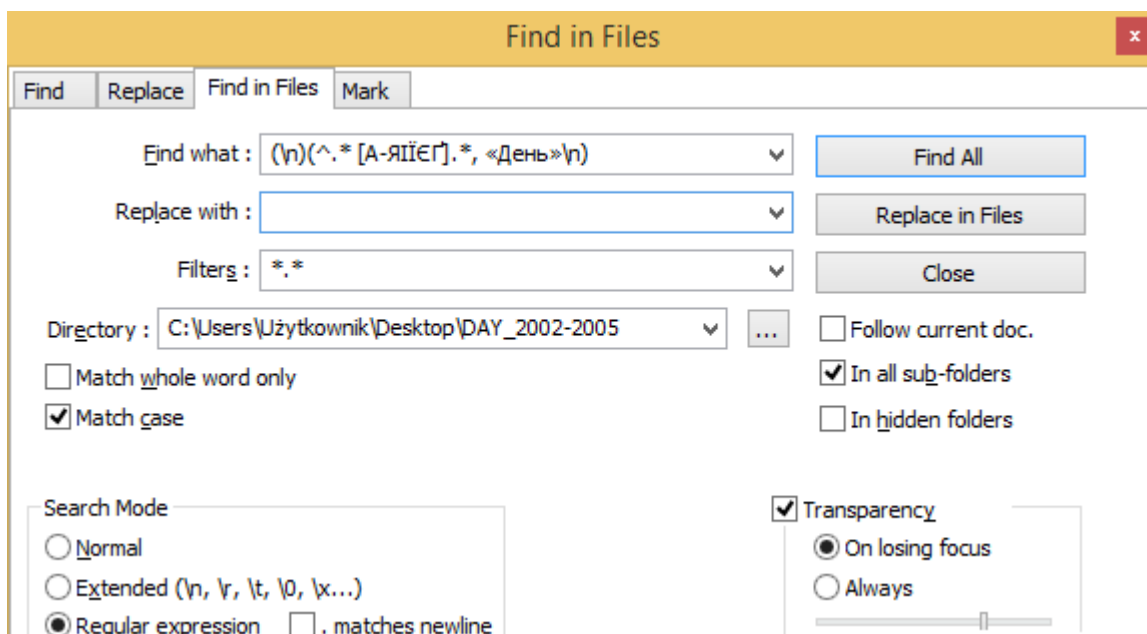 Find in Files
x
Find Replace Find in Files Mark
Find what : (\n)(^.* [А-ЯІЇЄҐ].*, «День»\n) Find All
Replace with : Replace in Files
Filters : *.* Close
Directory : C:\Users\Użytkownik\Desktop\DAY_2002-2005 ... Follow current doc.
Match whole word only In all sub-folders
Match case In hidden folders
Search Mode Transparency
Normal On losing focus
Extended (\n, \r, \t, \0, \x...) Always
Regular expression . matches newline